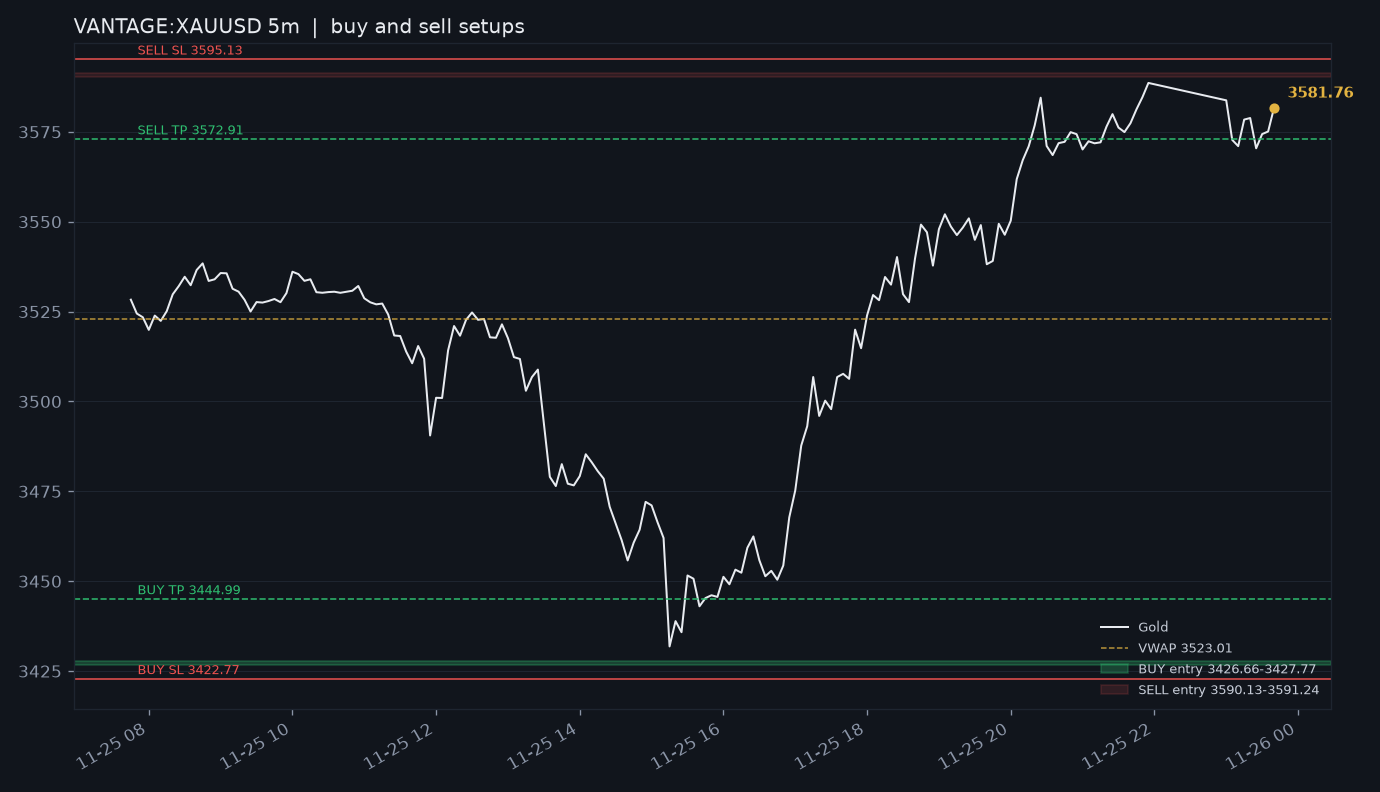 VANTAGE:XAUUSD 5m | buy and sell setups
SELL SL 3595.13
3581.76
SELL TP 3572.91
3575
3550
3525
3500
3475
3450
3425
BUY TP 3444.99
BUY SL 3422.77
Gold
VWAP 3523.01
BUY entry 3426.66-3427.77
SELL entry 3590.13-3591.24
11-25 08
11-25 10
11-25 12
11-25 14
11-25 16
11-25 18
11-25 20
11-25 22
11-26 00